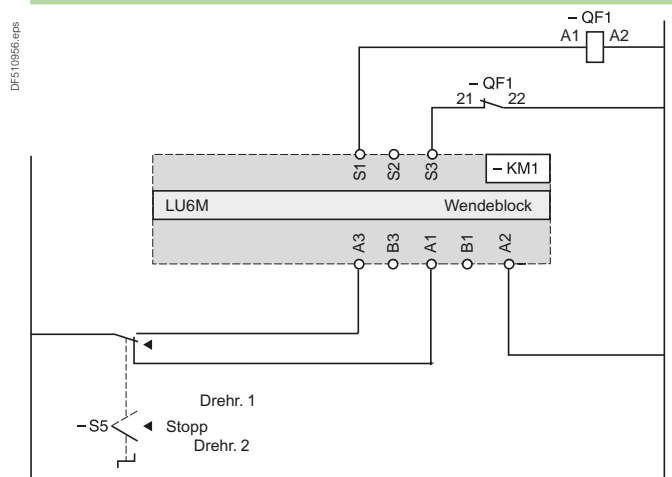 DF510956.eps
– QF1
A1 A2
– QF1
21 22
S1 S2 S3
– KM1
LU6M Wendeblock
A3 B3 A1 B1 A2
Drehr. 1
– S5 Stopp
Drehr. 2